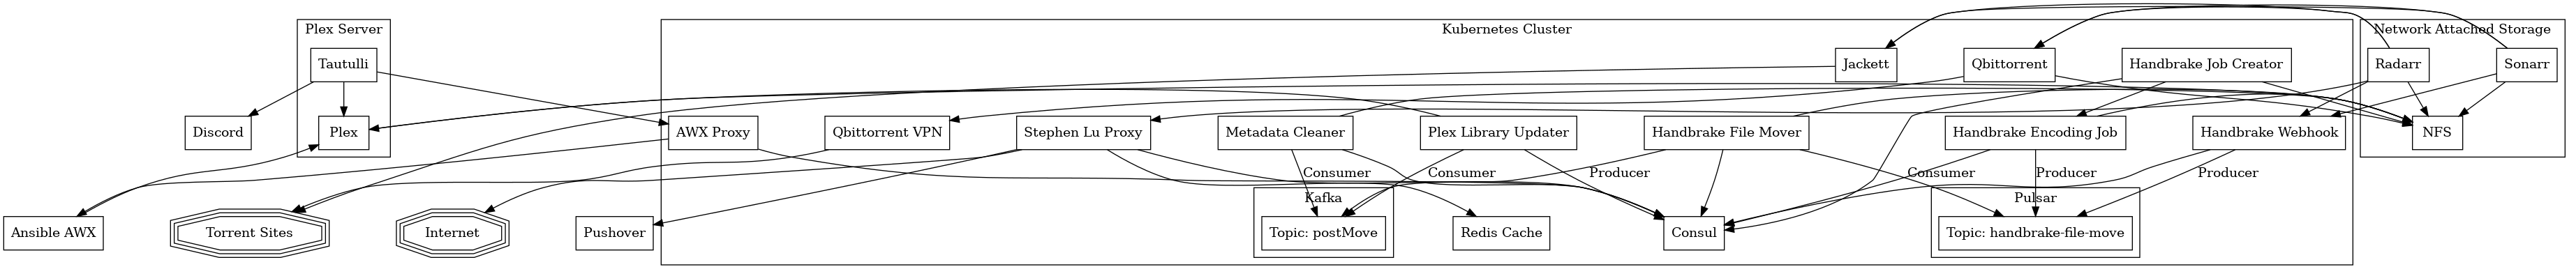 Plex Server
Kubernetes Cluster
Network Attached Storage
Tautulli
Jackett
Qbittorrent
Handbrake Job Creator
Radarr
Sonarr
Discord
Plex
AWX Proxy
Qbittorrent VPN
Stephen Lu Proxy
Metadata Cleaner
Plex Library Updater
Handbrake File Mover
Handbrake Encoding Job
Handbrake Webhook
NFS
Consumer
Consumer
Producer
Consumer
Producer
Producer
Kafka
Pulsar
Ansible AWX
Torrent Sites
Internet
Pushover
Topic: postMove
Redis Cache
Consul
Topic: handbrake-file-move